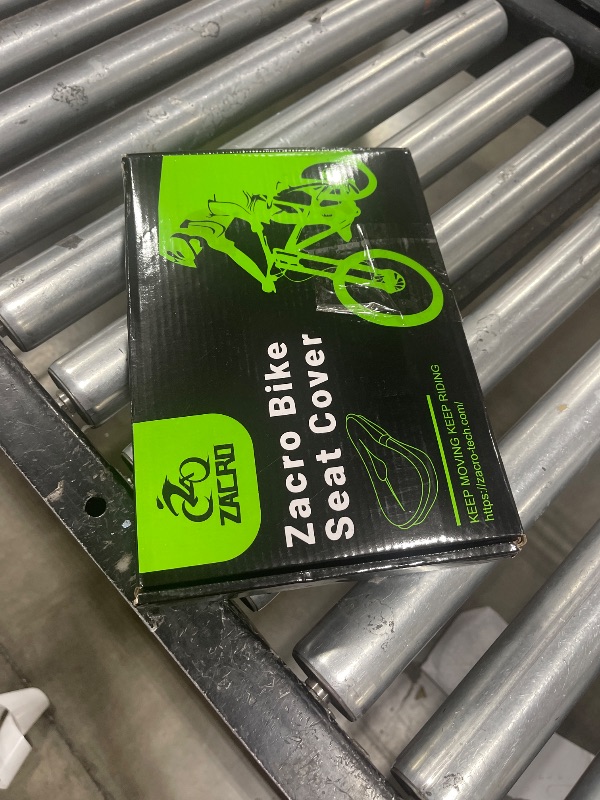 ZACRO
Zacro Bike
Seat Cover
KEEP MOVING KEEP RIDING
https://zacro-tech.com/